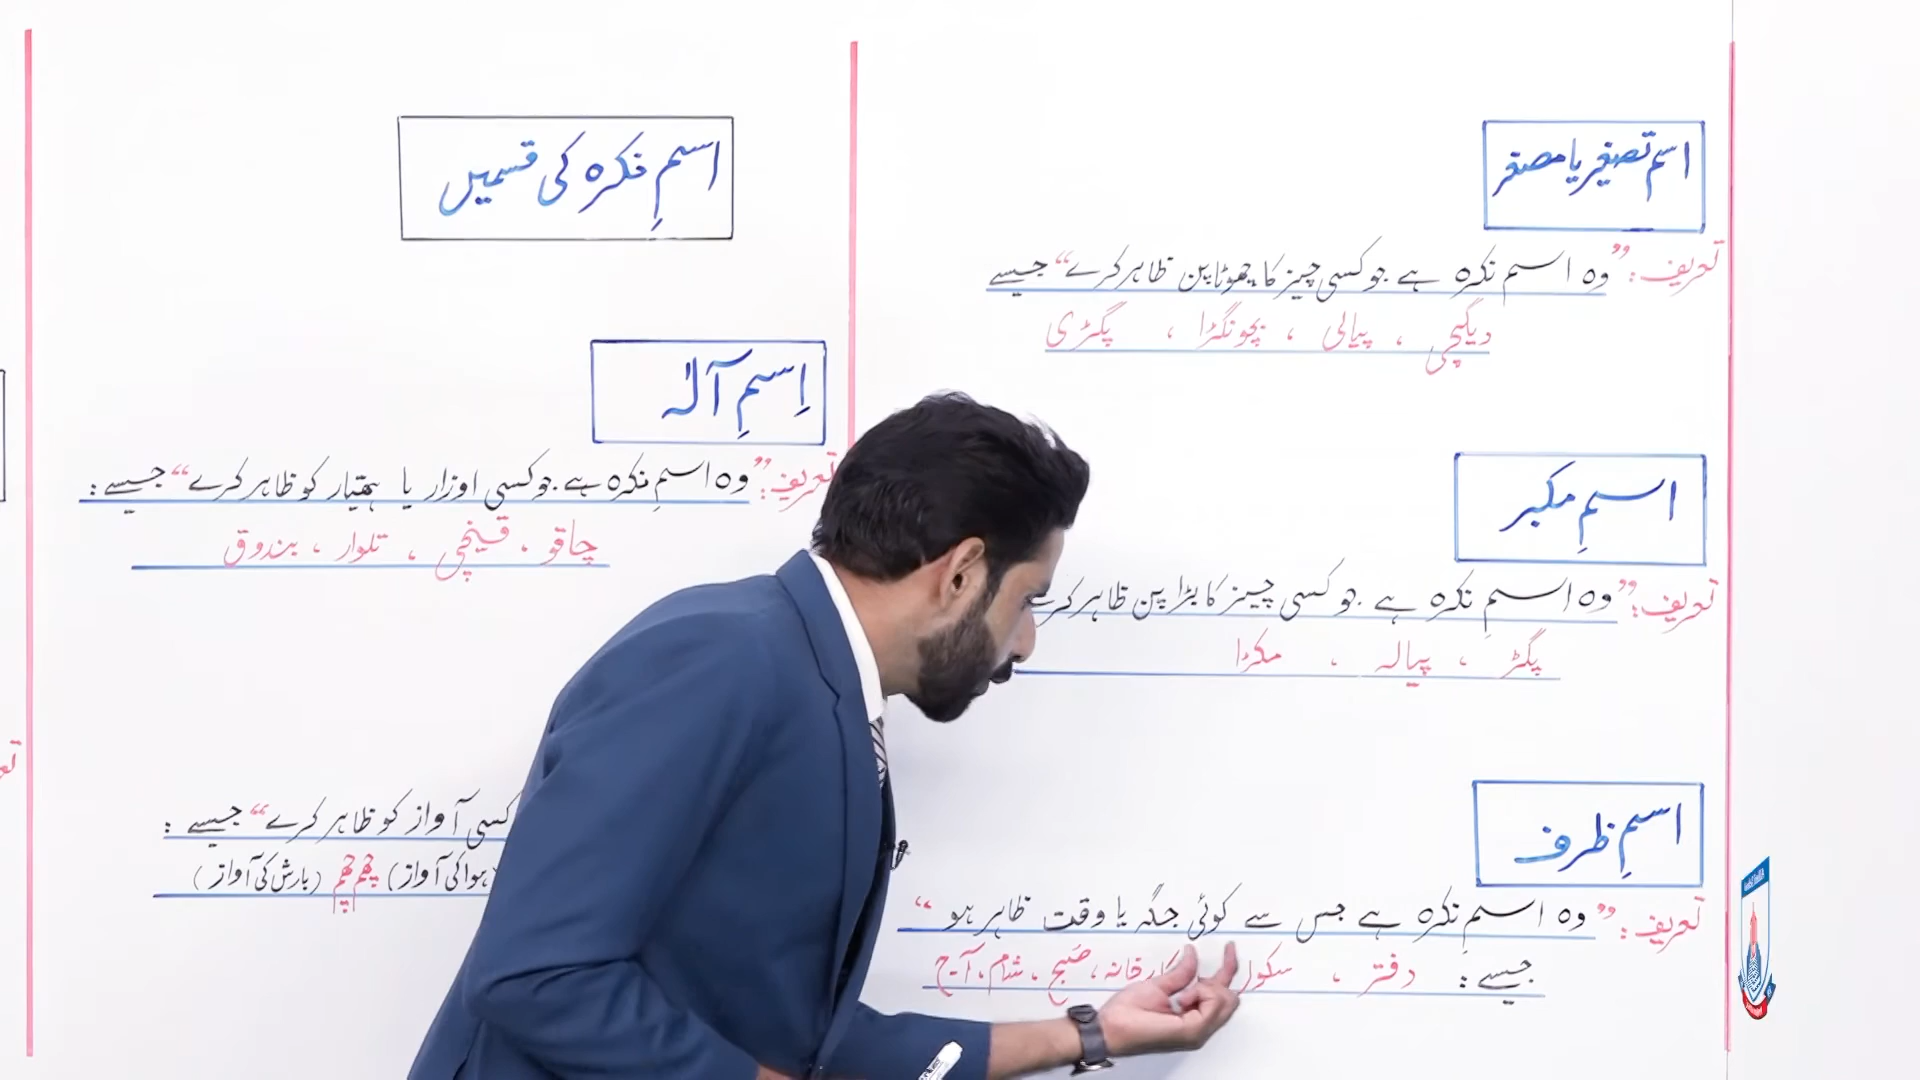 اسم تصغیر یا مصغر
تعریف: ”وہ اسم نکرہ ہے جو کسی چیز کا چھوٹا پن ظاہر کرے“ جیسے
دیگچی ، پیالی ، بچونگڑا ، پگڑی
اسمِ مکبر
تعریف: ”وہ اسمِ نکرہ ہے جو کسی چیز کا بڑا پن ظاہر کرے
پگڑ ، پیالہ ، مکڑا
اسمِ ظرف
تعریف: ”وہ اسمِ نکرہ ہے جس سے کوئی جگہ یا وقت ظاہر ہو“
جیسے: دفتر ، سکول کارخانہ، صبح ، شام، آج
اسمِ نکرہ کی قسمیں
اِسمِ آلہ
تعریف: ”وہ اسمِ نکرہ ہے جو کسی اوزار یا ہتیار کو ظاہر کرے“ جیسے:
چاقو ، قینچی ، تلوار ، بندوق
کسی آواز کو ظاہر کرے“ جیسے:
(ہوا کی آواز) چھم چھم (بارش کی آواز)